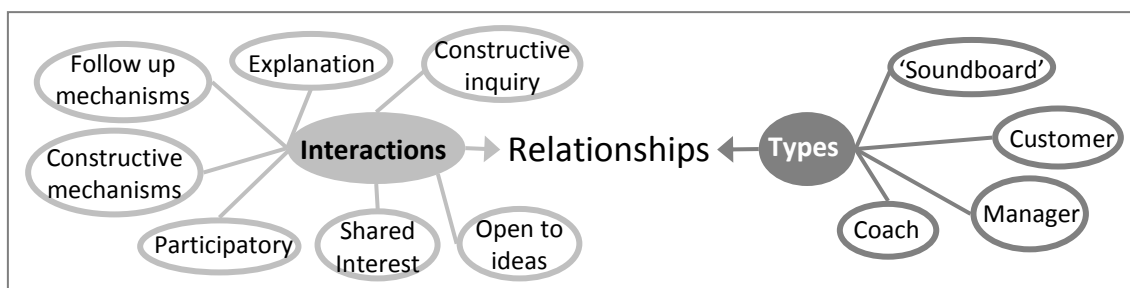 Follow up
mechanisms
Explanation
Constructive
inquiry
Constructive
mechanisms
Interactions
Participatory
Shared
Interest
Open to
ideas
Relationships
Types
‘Soundboard’
Customer
Manager
Coach